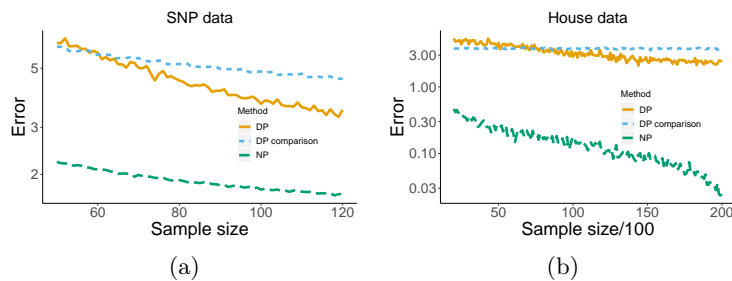 SNP data
Error
5
3
2
60
80
100
120
Sample size
Method
DP
DP comparison
NP
(a)
House data
Error
3.00
1.00
0.30
0.10
0.03
50
100
150
200
Sample size/100
Method
DP
DP comparison
NP
(b)